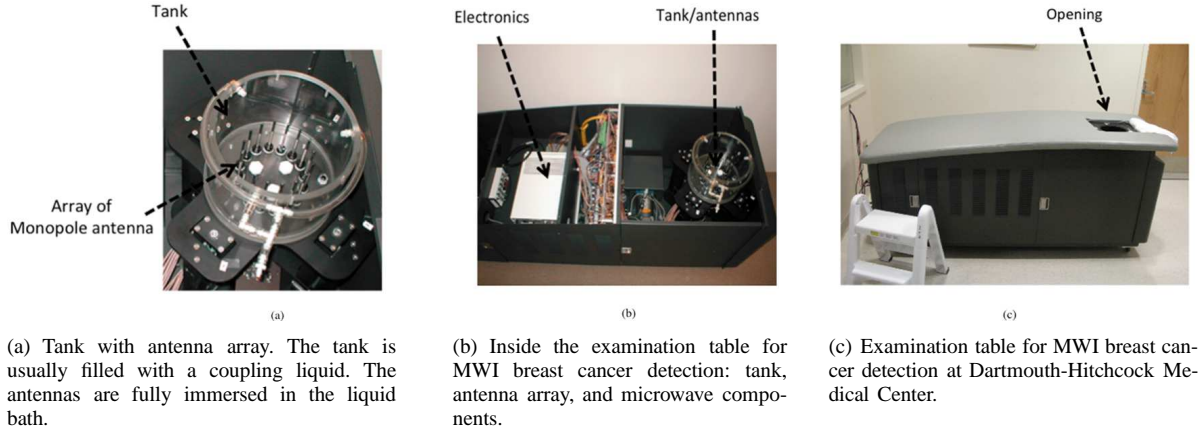 Tank
Array of
Monopole antenna
(a)
(a) Tank with antenna array. The tank is
usually filled with a coupling liquid. The
antennas are fully immersed in the liquid
bath.
Electronics
Tank/antennas
(b)
(b) Inside the examination table for
MWI breast cancer detection: tank,
antenna array, and microwave compo-
nents.
Opening
(c)
(c) Examination table for MWI breast can-
cer detection at Dartmouth-Hitchcock Me-
dical Center.